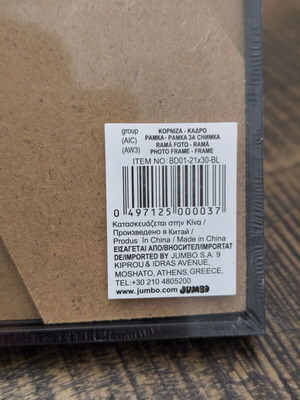 group
(AIC)
(AW3)
ΚΟΡΝΙΖΑ - ΚΑΔΡΟ
РАМКА- РАМКА ЗА СНИМКА
RAMĂ FOTO - RAMĂ
PHOTO FRAME - FRAME
ITEM NO: BD01-21x30-BL
0 497125 000037
Κατασκευάζεται στην Κίνα /
Произведено в Китай /
Produs In China / Made in China
ΕΙΣΑΓΕΤΑΙ ΑΠΟ/ВНОСИТЕЛ/IMPORTAT
DE/IMPORTED BY JUMBO S.A. 9
KIPROU & IDRAS AVENUE,
MOSHATO, ATHENS,GREECE,
TEL:+30 210 4805200
www.jumbo.com JUMBO